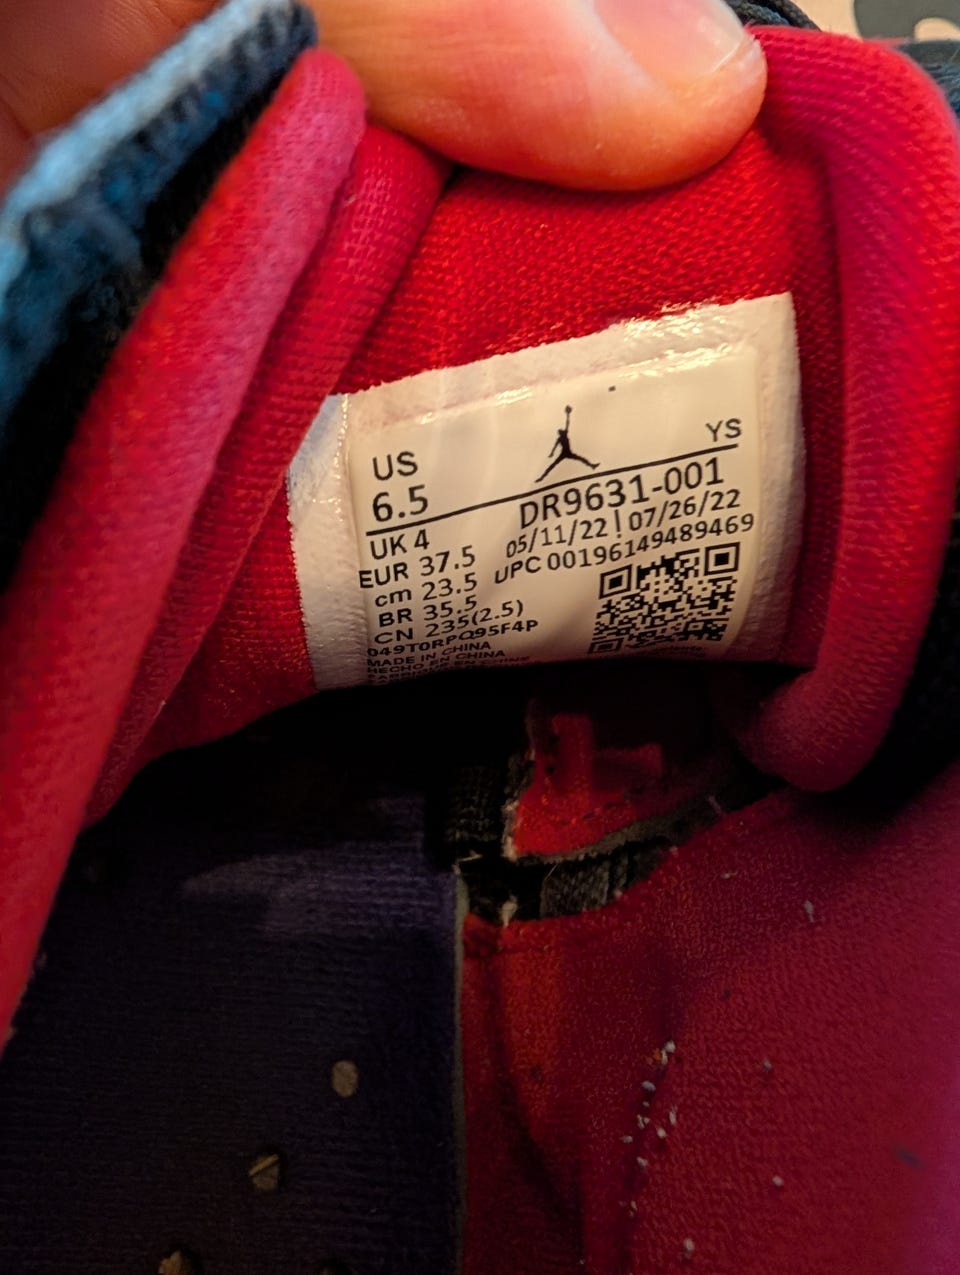 US
6.5
YS
DR9631-001
05/11/22 | 07/26/22
UPC 00196149489469
UK 4
EUR 37.5
cm 23.5
BR 35.5
CN 235(2.5)
049T0RPQ95F4P
MADE IN CHINA
HECHO EN CHINA